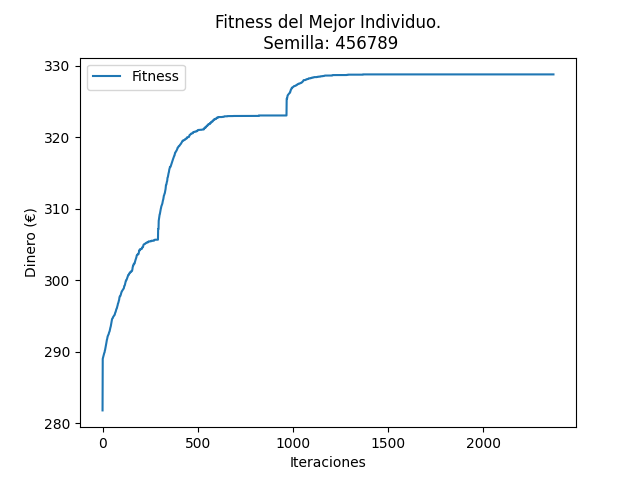 Fitness del Mejor Individuo.
Semilla: 456789
Fitness
330
320
310
300
290
280
Dinero (€)
0 500 1000 1500 2000
Iteraciones